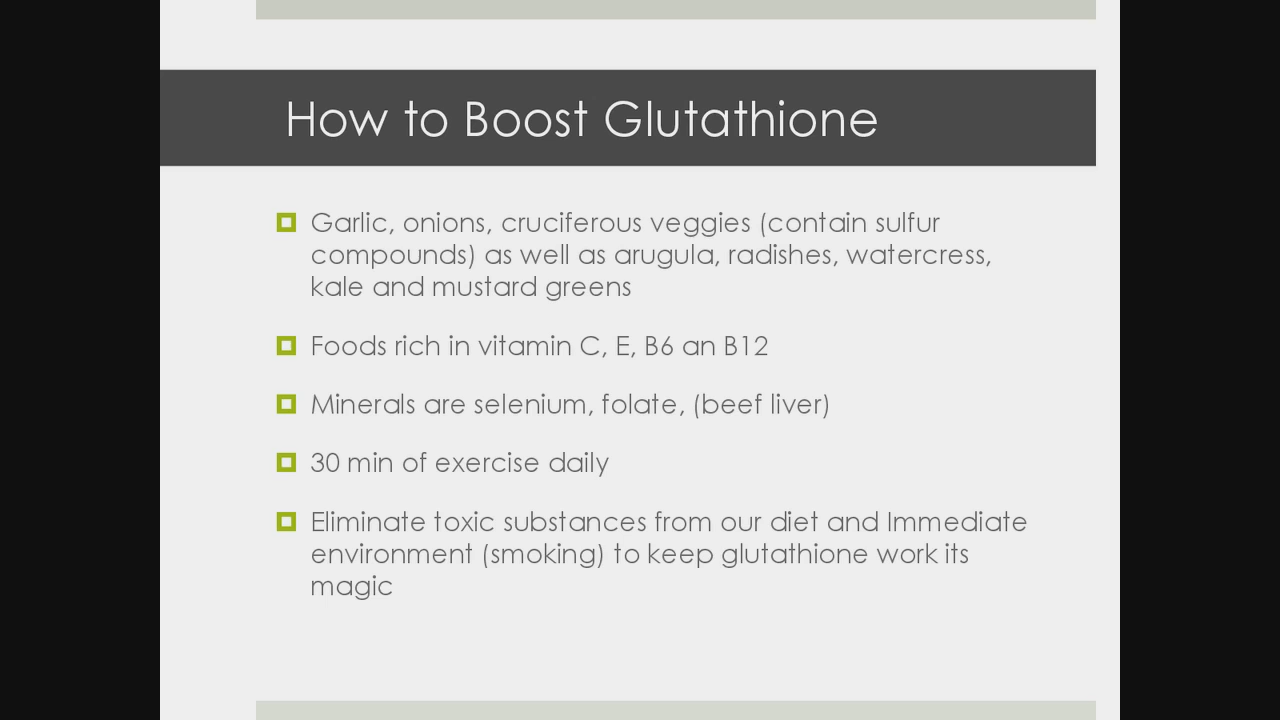 How to Boost Glutathione
Garlic, onions, cruciferous veggies (contain sulfur
compounds) as well as arugula, radishes, watercress,
kale and mustard greens
Foods rich in vitamin C, E, B6 an B12
Minerals are selenium, folate, (beef liver)
30 min of exercise daily
Eliminate toxic substances from our diet and Immediate
environment (smoking) to keep glutathione work its
magic